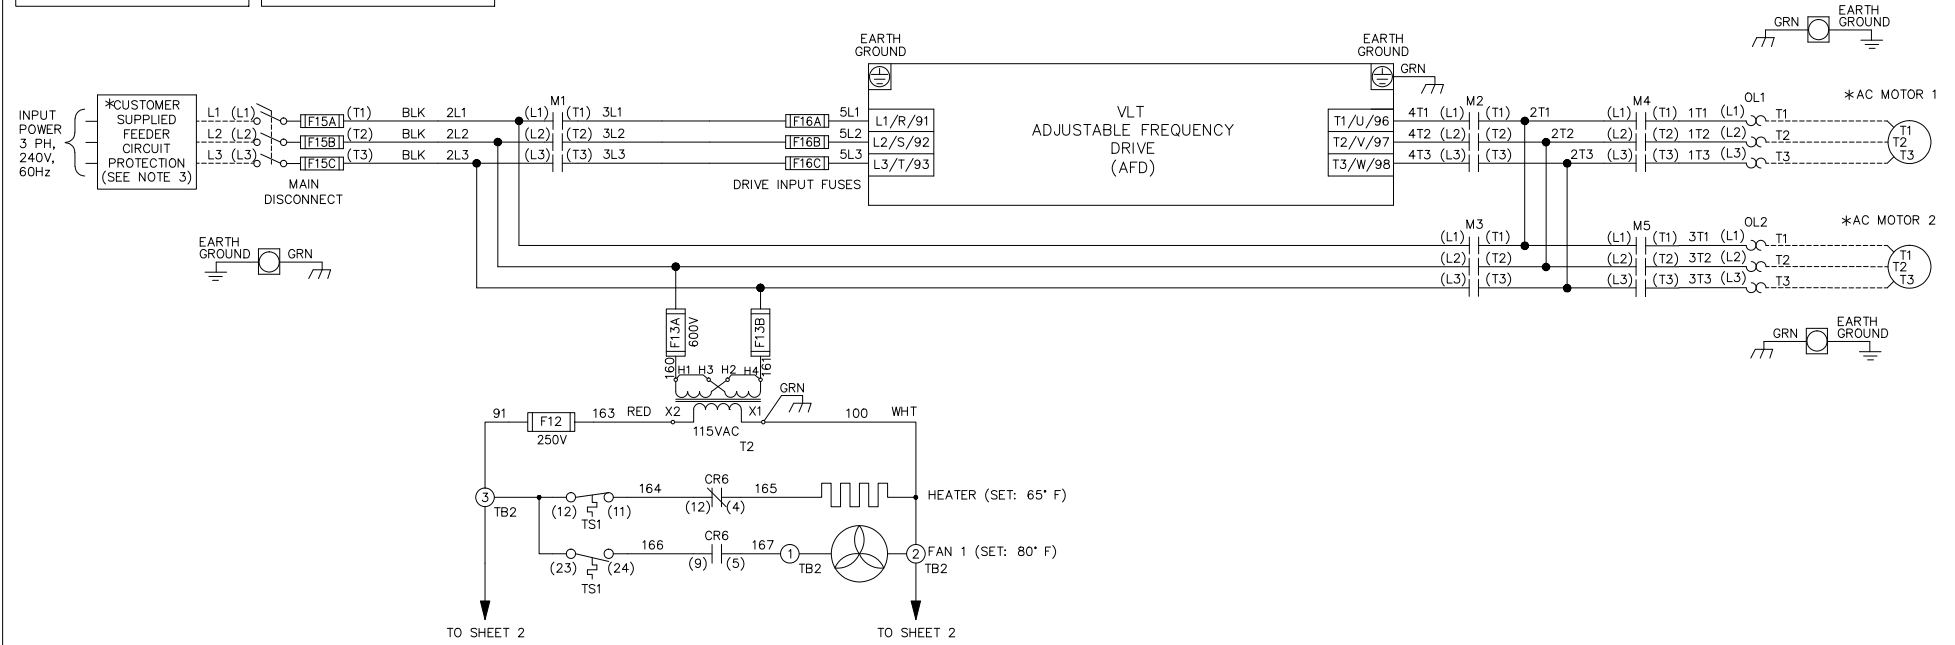 INPUT
POWER
3 PH,
240V,
60Hz
*CUSTOMER
SUPPLIED
FEEDER
CIRCUIT
PROTECTION
(SEE NOTE 3)
L1 (L1) F15A (T1) BLK 2L1 (L1) M1 (T1) 3L1 F16A 5L1
L2 (L2) F15B (T2) BLK 2L2 (L2) (T2) 3L2 F16B 5L2
L3 (L3) F15C (T3) BLK 2L3 (L3) (T3) 3L3 F16C 5L3
MAIN
DISCONNECT
DRIVE INPUT FUSES
EARTH
GROUND
L1/R/91
L2/S/92
L3/T/93
VLT
ADJUSTABLE FREQUENCY
DRIVE
(AFD)
EARTH
GROUND
GRN
T1/U/96
T2/V/97
T3/W/98
GRN
EARTH
GROUND
M2 M4 OL1 *AC MOTOR 1
4T1 (L1) (T1) 2T1 (L1) (T1) 1T1 (L1) T1
4T2 (L2) (T2) 2T2 (L2) (T2) 1T2 (L2) T2
4T3 (L3) (T3) 2T3 (L3) (T3) 1T3 (L3) T3
T1
T2
T3
M3 M5 OL2 *AC MOTOR 2
(L1) (T1) (L1) (T1) 3T1 (L1) T1
(L2) (T2) (L2) (T2) 3T2 (L2) T2
(L3) (T3) (L3) (T3) 3T3 (L3) T3
T1
T2
T3
GRN
EARTH
GROUND
EARTH
GROUND
GRN
F13A
600V
F13B
160
161
H1 H3 H2 H4
GRN
91 F12 163 RED X2 X1 100 WHT
250V
115VAC
T2
3
TB2
(12) (11)
TS1
164
CR6
(12) (4)
165
HEATER (SET: 65° F)
(23) (24)
TS1
166
CR6
(9) (5)
167
1
TB2
2
TB2
FAN 1 (SET: 80° F)
TO SHEET 2
TO SHEET 2